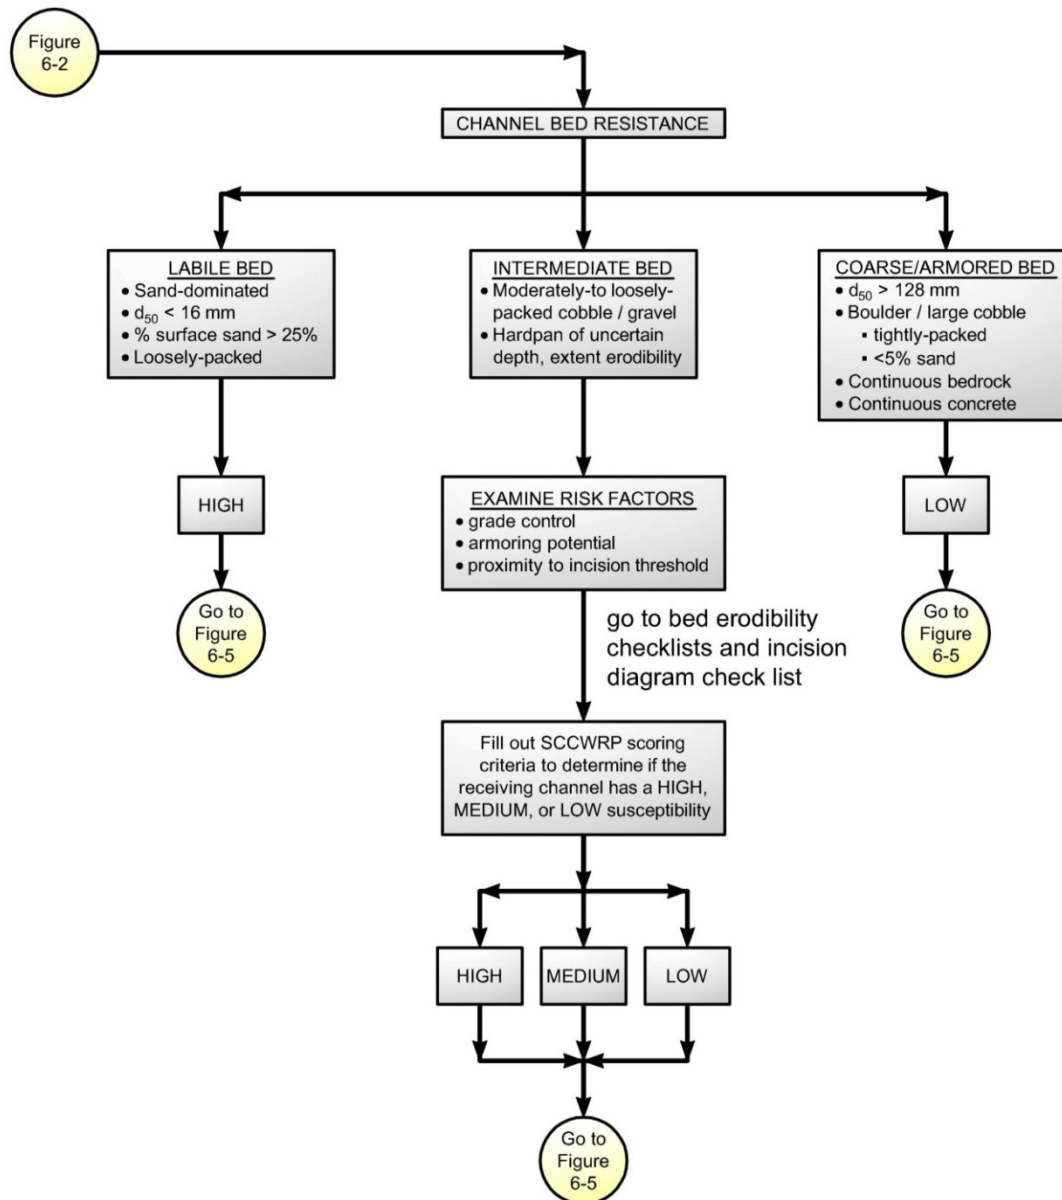 Figure
6-2
CHANNEL BED RESISTANCE
LABILE BED
• Sand-dominated
• d50 < 16 mm
• % surface sand > 25%
• Loosely-packed
INTERMEDIATE BED
• Moderately-to loosely-
packed cobble / gravel
• Hardpan of uncertain
depth, extent erodibility
COARSE/ARMORED BED
• d50 > 128 mm
• Boulder / large cobble
▪ tightly-packed
▪ <5% sand
• Continuous bedrock
• Continuous concrete
HIGH
EXAMINE RISK FACTORS
• grade control
• armoring potential
• proximity to incision threshold
LOW
Go to
Figure
6-5
go to bed erodibility
checklists and incision
diagram check list
Go to
Figure
6-5
Fill out SCCWRP scoring
criteria to determine if the
receiving channel has a HIGH,
MEDIUM, or LOW susceptibility
HIGH
MEDIUM
LOW
Go to
Figure
6-5